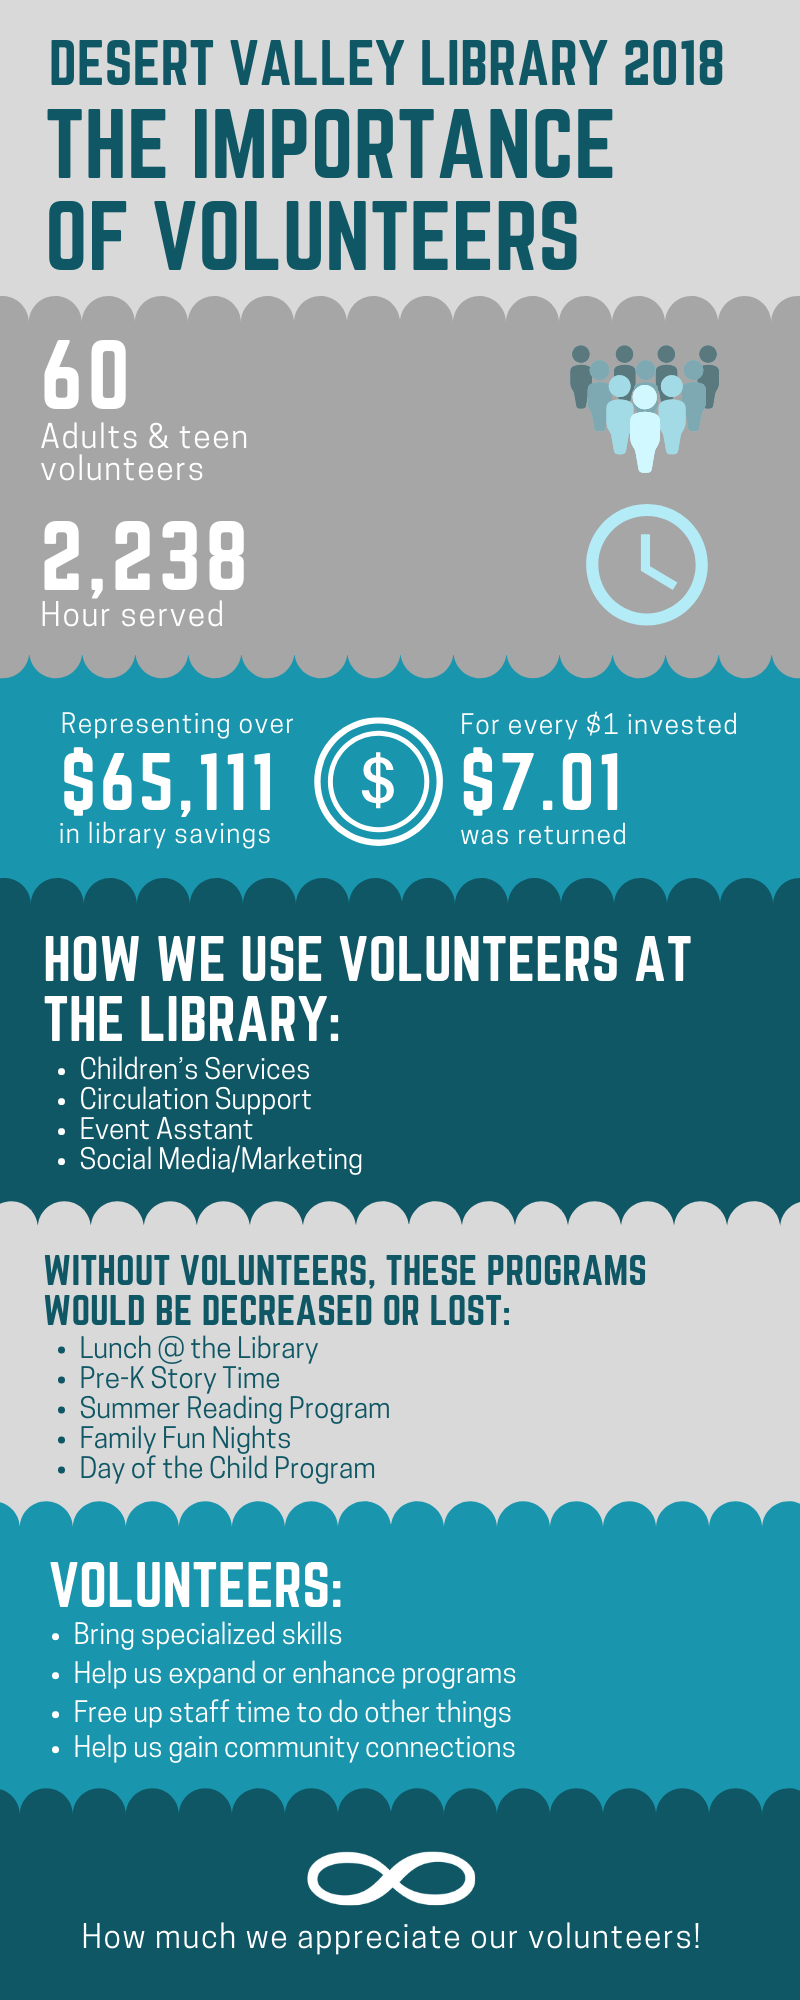 DESERT VALLEY LIBRARY 2018
THE IMPORTANCE
OF VOLUNTEERS
60
Adults & teen
volunteers
2,238
Hour served
Representing over
$65,111
in library savings
$
For every $1 invested
$7.01
was returned
HOW WE USE VOLUNTEERS AT
THE LIBRARY:
• Children’s Services
• Circulation Support
• Event Asstant
• Social Media/Marketing
WITHOUT VOLUNTEERS, THESE PROGRAMS
WOULD BE DECREASED OR LOST:
• Lunch @ the Library
• Pre-K Story Time
• Summer Reading Program
• Family Fun Nights
• Day of the Child Program
VOLUNTEERS:
• Bring specialized skills
• Help us expand or enhance programs
• Free up staff time to do other things
• Help us gain community connections
How much we appreciate our volunteers!